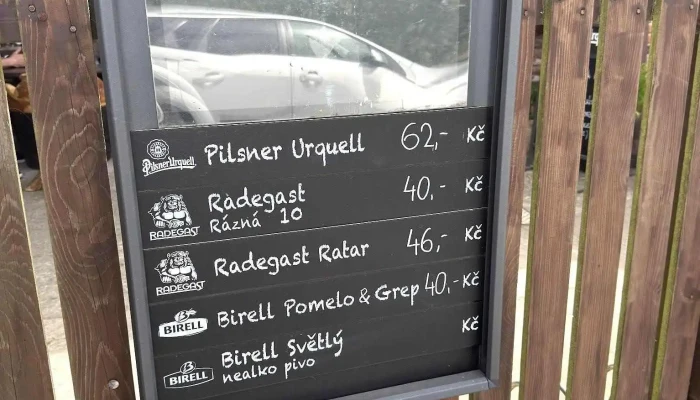 Pilsner Urquell Pilsner Urquell 62,- Kč
RADEGAST Radegast 40,- Kč
Rázná 10
RADEGAST Radegast Ratar 46,- Kč
BIRELL Birell Pomelo & Grep 40,- Kč
BIRELL Birell Světlý Kč
nealko pivo